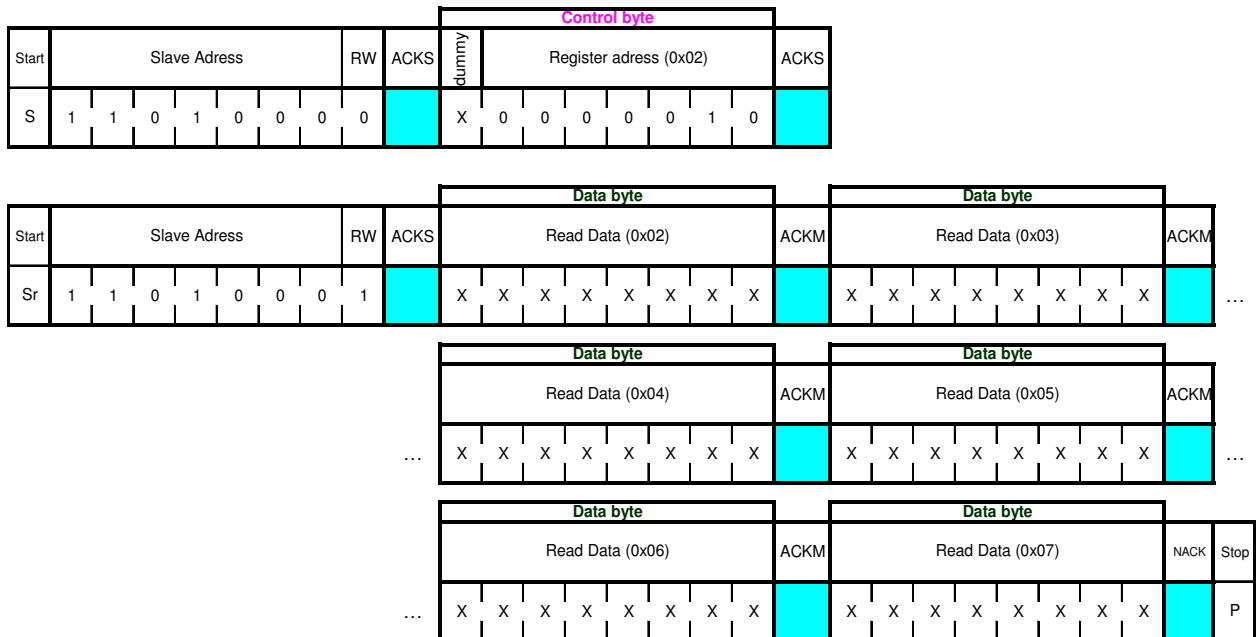 Control byte
Start Slave Adress RW ACKS dummy Register adress (0x02) ACKS
S 1 1 0 1 0 0 0 0 X 0 0 0 0 0 1 0
Data byte Data byte
Start Slave Adress RW ACKS Read Data (0x02) ACKM Read Data (0x03) ACKM
Sr 1 1 0 1 0 0 0 1 X X X X X X X X X X X X X X X X ...
Data byte Data byte
Read Data (0x04) ACKM Read Data (0x05) ACKM
... X X X X X X X X X X X X X X X X ...
Data byte Data byte
Read Data (0x06) ACKM Read Data (0x07) NACK Stop
... X X X X X X X X X X X X X X X X P